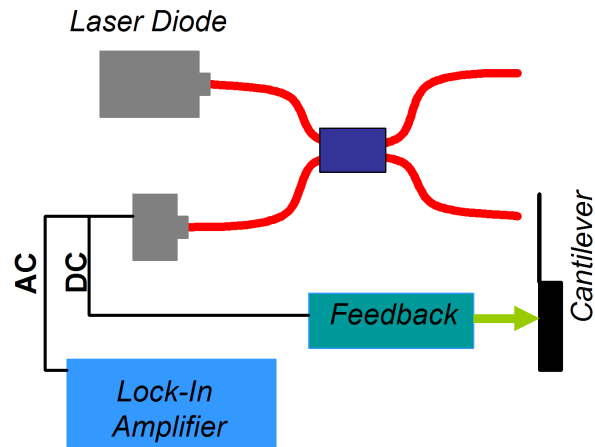 Laser Diode
AC
DC
Feedback
Cantilever
Lock-In
Amplifier